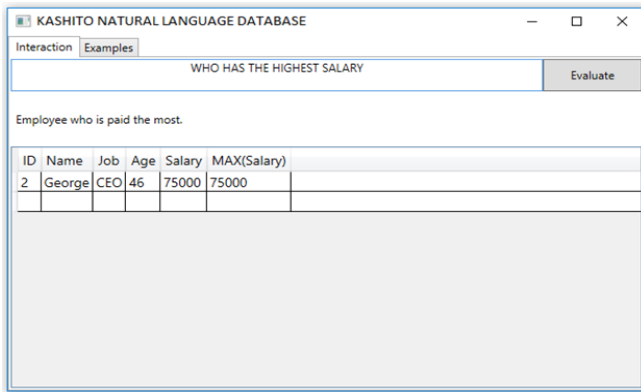 KASHITO NATURAL LANGUAGE DATABASE
Interaction Examples
WHO HAS THE HIGHEST SALARY Evaluate
Employee who is paid the most.
ID Name Job Age Salary MAX(Salary)
2 George CEO 46 75000 75000